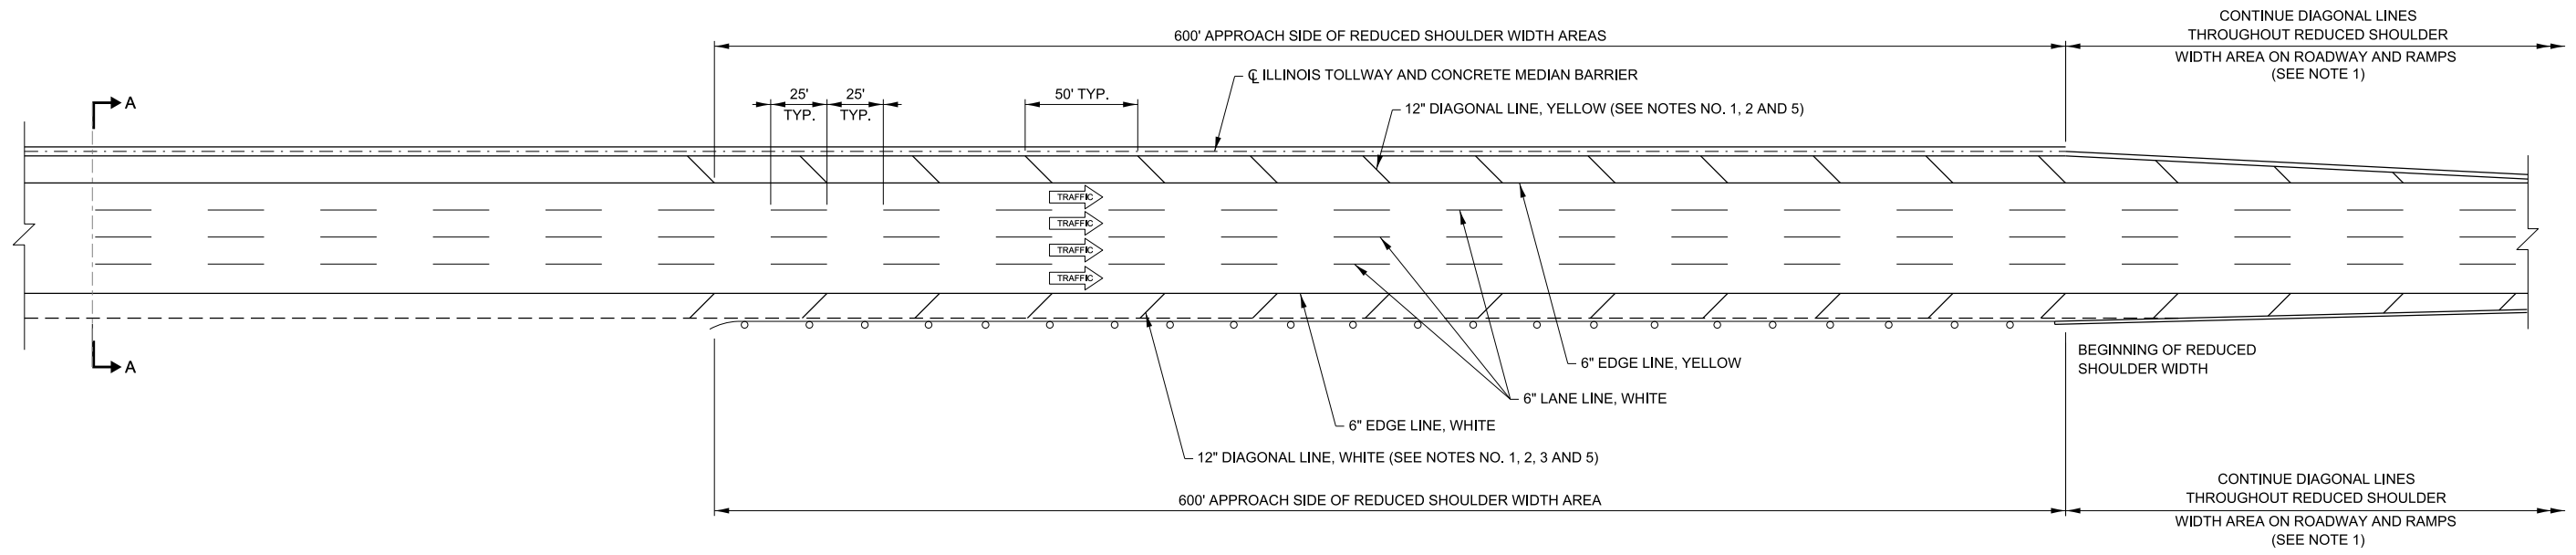 CONTINUE DIAGONAL LINES
THROUGHOUT REDUCED SHOULDER
WIDTH AREA ON ROADWAY AND RAMPS
(SEE NOTE 1)
600' APPROACH SIDE OF REDUCED SHOULDER WIDTH AREAS
℄ ILLINOIS TOLLWAY AND CONCRETE MEDIAN BARRIER
25'
TYP.
25'
TYP.
50' TYP.
12" DIAGONAL LINE, YELLOW (SEE NOTES NO. 1, 2 AND 5)
A
TRAFFIC
TRAFFIC
TRAFFIC
TRAFFIC
A
BEGINNING OF REDUCED
SHOULDER WIDTH
6" EDGE LINE, YELLOW
6" LANE LINE, WHITE
6" EDGE LINE, WHITE
12" DIAGONAL LINE, WHITE (SEE NOTES NO. 1, 2, 3 AND 5)
600' APPROACH SIDE OF REDUCED SHOULDER WIDTH AREA
CONTINUE DIAGONAL LINES
THROUGHOUT REDUCED SHOULDER
WIDTH AREA ON ROADWAY AND RAMPS
(SEE NOTE 1)